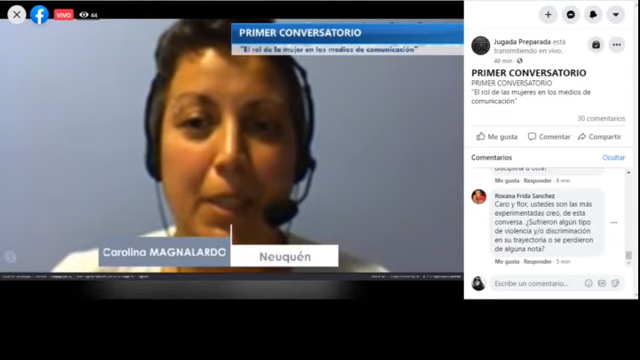 VIVO
44
PRIMER CONVERSATORIO
"El rol de la mujer en los medios de comunicación"
Carolina MAGNALARDO
Neuquén
Jugada Preparada está
transmitiendo en vivo.
48 min
PRIMER CONVERSATORIO
PRIMER CONVERSATORIO
"El rol de las mujeres en los medios de
comunicación"
30 comentarios
Me gusta
Comentar
Compartir
Comentarios
Ocultar
Me gusta · Responder · 8 min
Roxana Frida Sanchez
Caro y flor, ustedes son las más
experimentadas creo, de esta
conversa. ¿Sufrieron algún tipo
de violencia y/o discriminación
en su trayectoria o se perdieron
de alguna nota?
Me gusta · Responder · 5 min
Escribe un comentario...